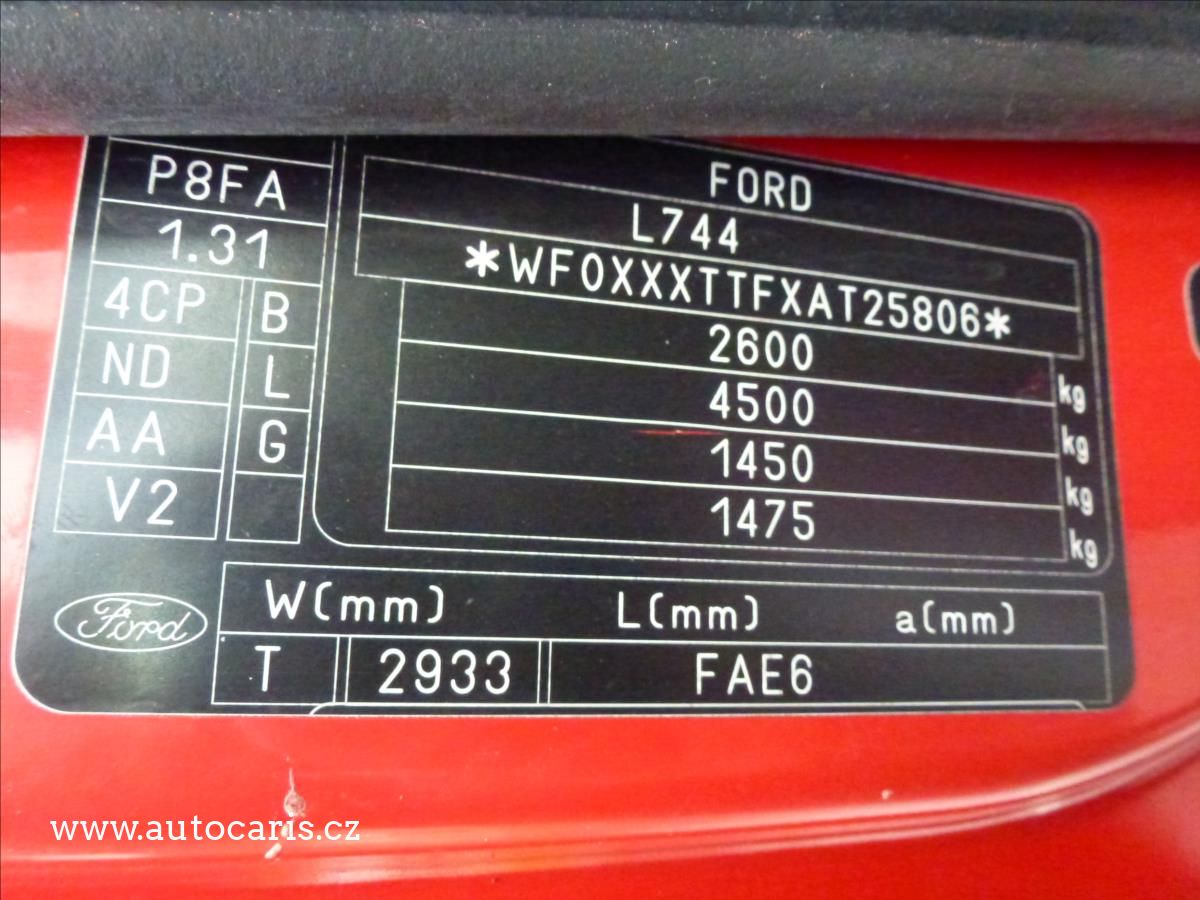 P8FA
1.31
4CP B
ND L
AA G
V2
FORD
L744
*WF0XXXTTFXAT25806*
2600 kg
4500 kg
1450 kg
1475 kg
Ford
W(mm) L(mm) a(mm)
T 2933 FAE6
www.autocaris.cz